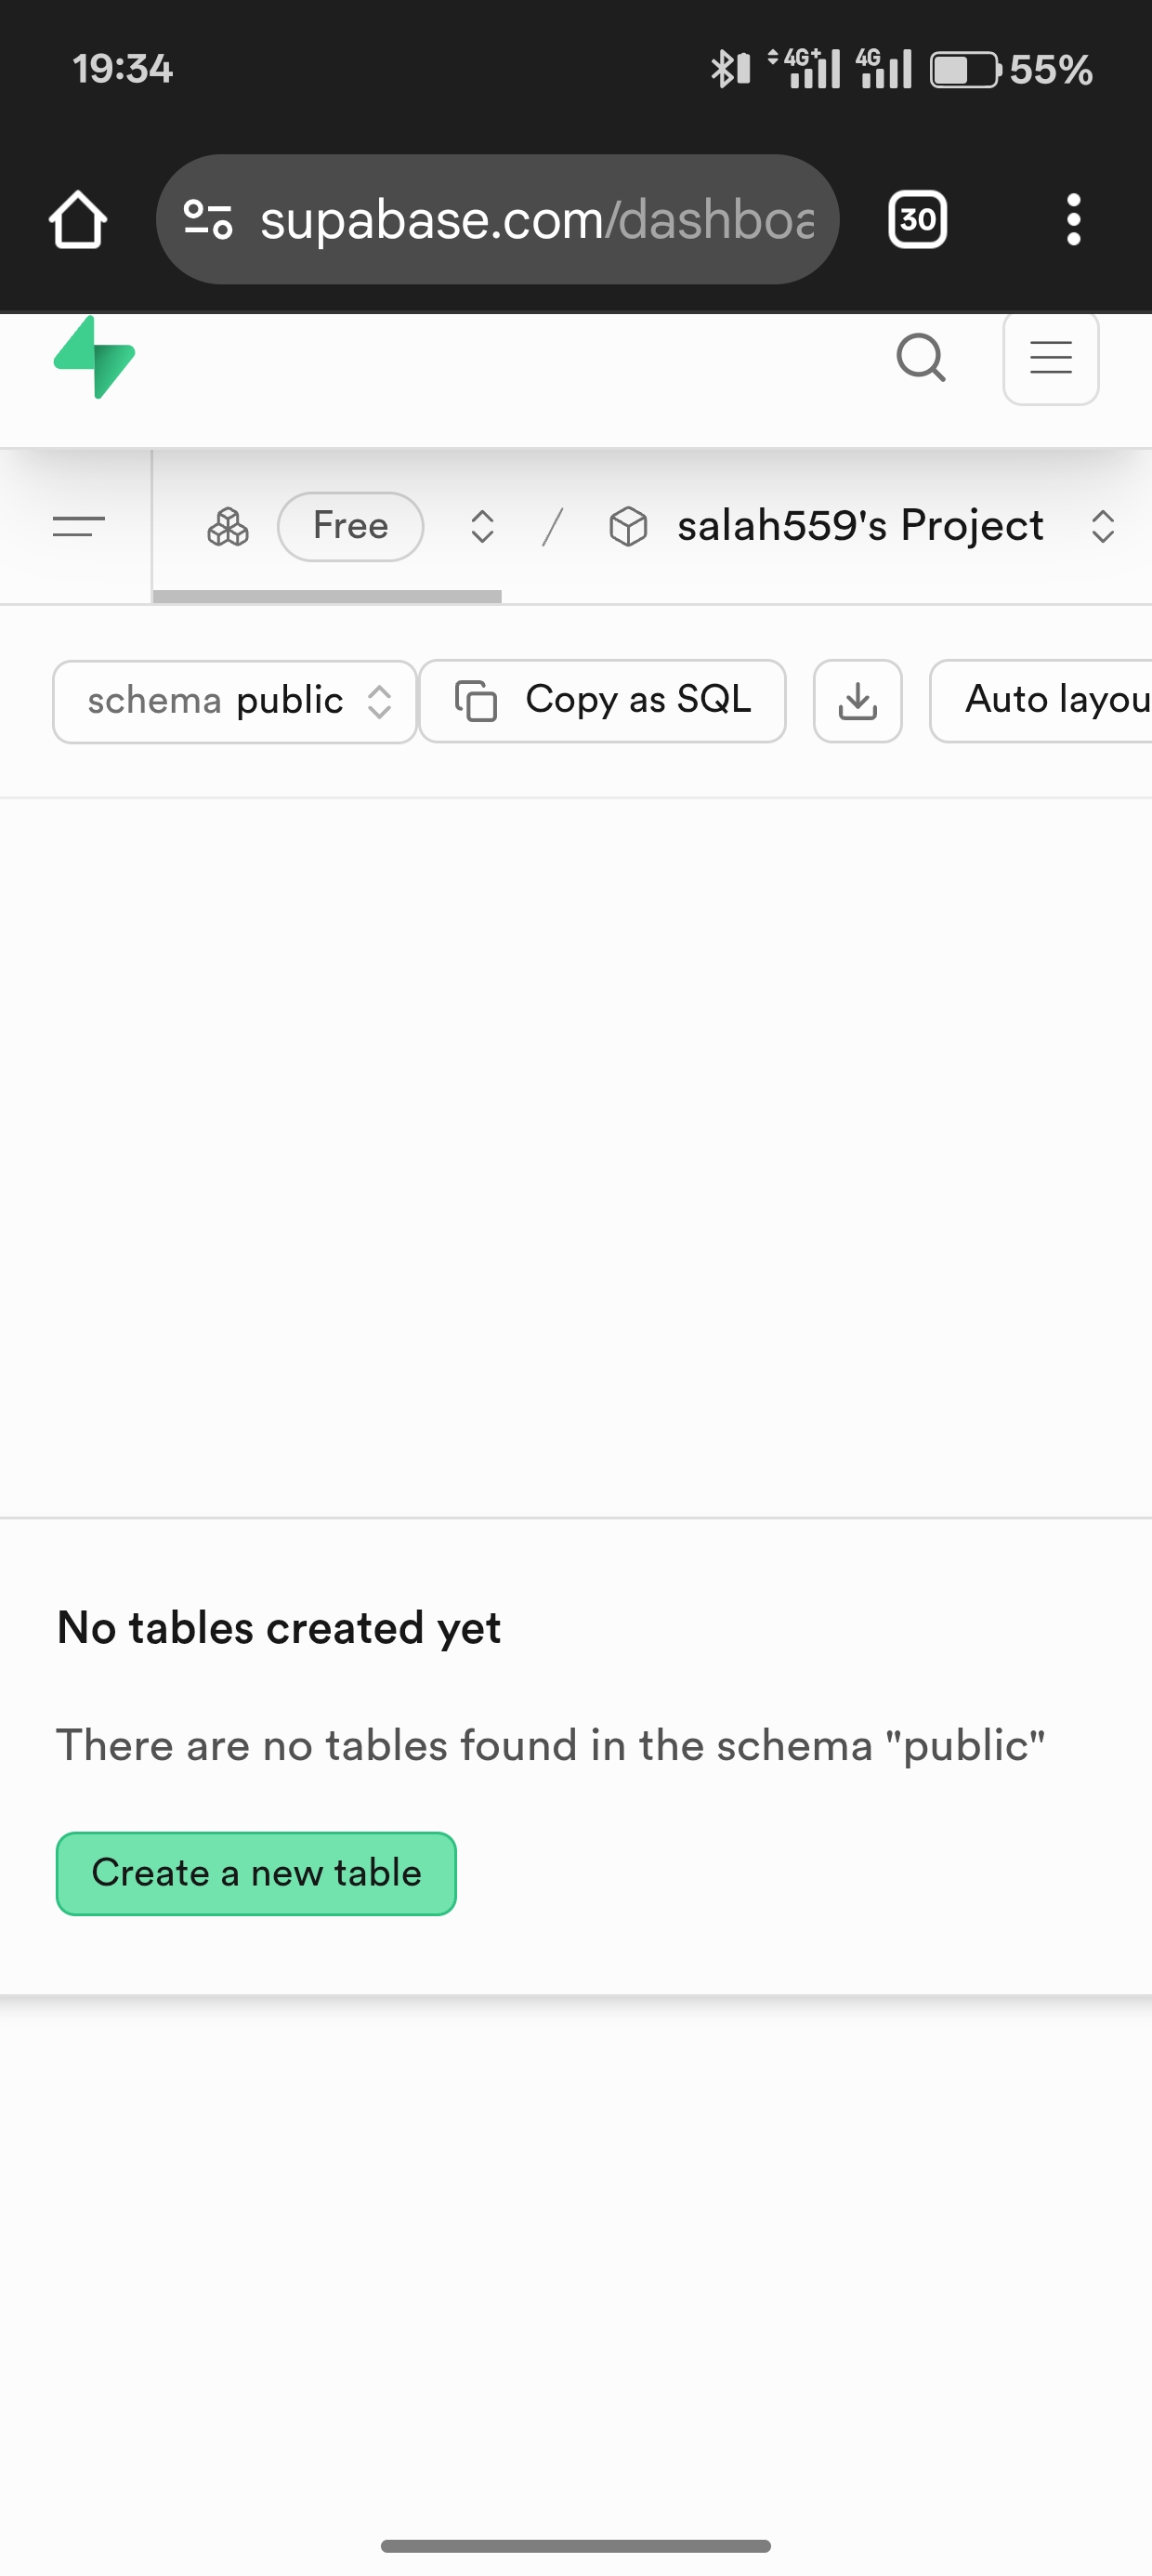 19:34
4G+ 4G 55%
supabase.com/dashboa
30
Free / salah559's Project
schema public Copy as SQL Auto layou
No tables created yet
There are no tables found in the schema "public"
Create a new table